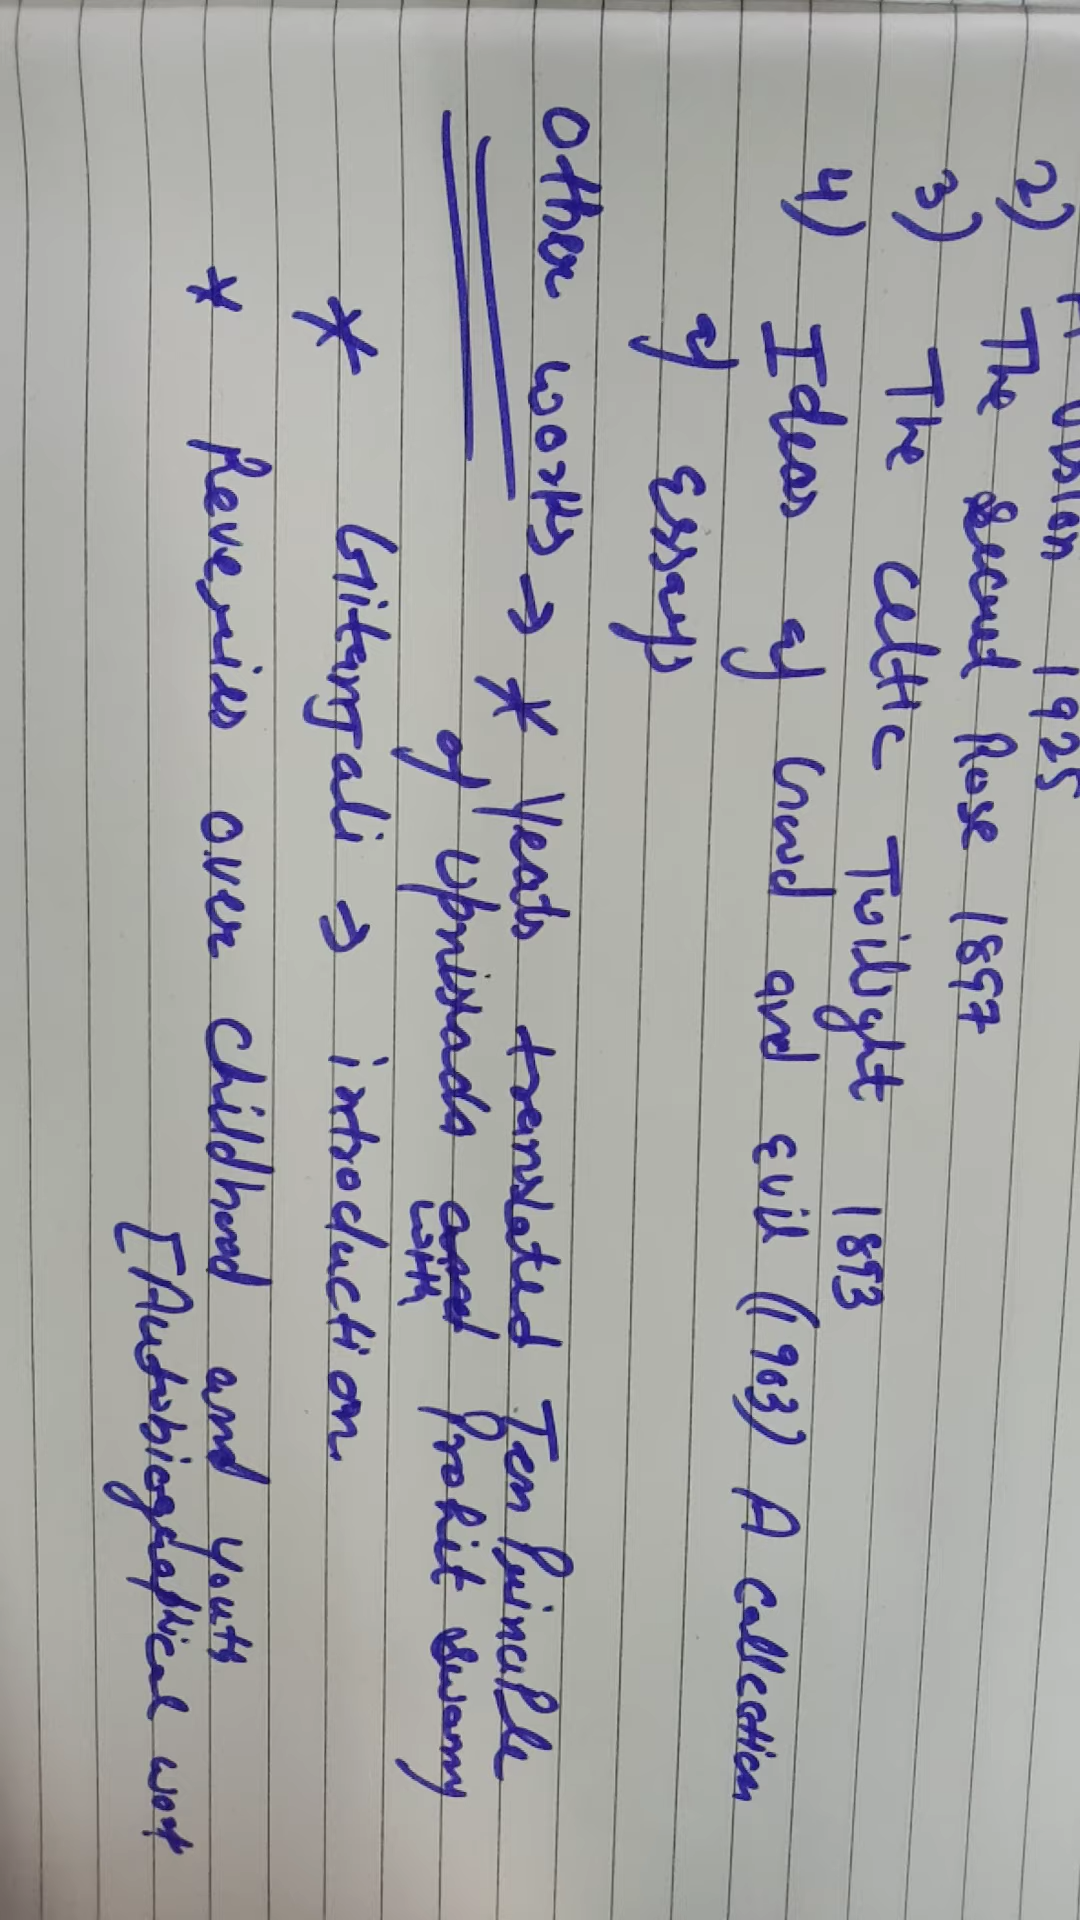 A Vision 1925
2) The Secret Rose 1897
3) The Celtic Twilight 1893
4) Ideas of Good and Evil (1903) A Collection
of Essays
Other works → * Yeats translated Ten Principle
of Upnishads and with Prohit Swamy
* Gitanjali → introduction.
* Reveries over Childhood and Youth
[Autobiographical work